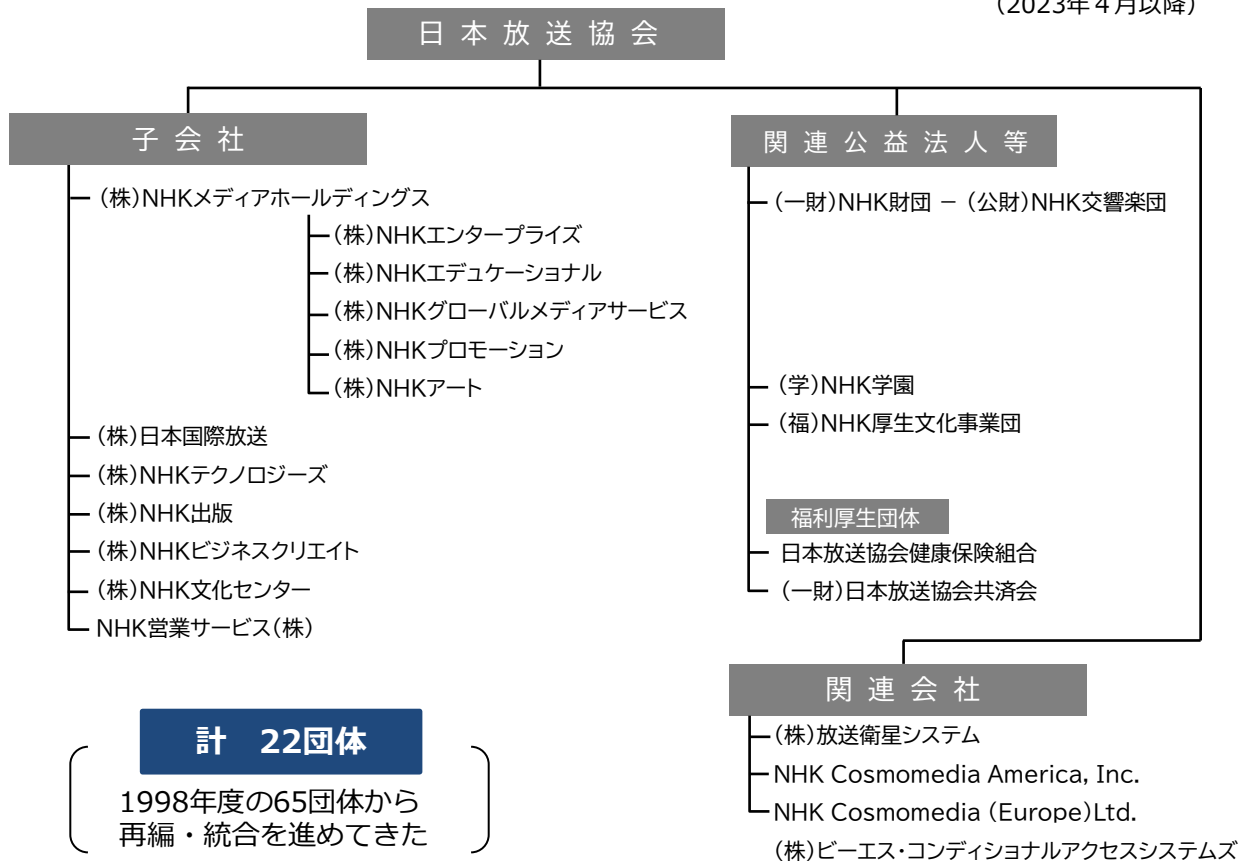 （2023年４月以降）
日本放送協会
子会社
(株)NHKメディアホールディングス
(株)NHKエンタープライズ
(株)NHKエデュケーショナル
(株)NHKグローバルメディアサービス
(株)NHKプロモーション
(株)NHKアート
(株)日本国際放送
(株)NHKテクノロジーズ
(株)NHK出版
(株)NHKビジネスクリエイト
(株)NHK文化センター
NHK営業サービス(株)
関連公益法人等
(一財)NHK財団 － (公財)NHK交響楽団
(学)NHK学園
(福)NHK厚生文化事業団
福利厚生団体
日本放送協会健康保険組合
(一財)日本放送協会共済会
関連会社
(株)放送衛星システム
NHK Cosmomedia America, Inc.
NHK Cosmomedia (Europe)Ltd.
(株)ビーエス・コンディショナルアクセスシステムズ
計　22団体
1998年度の65団体から
再編・統合を進めてきた